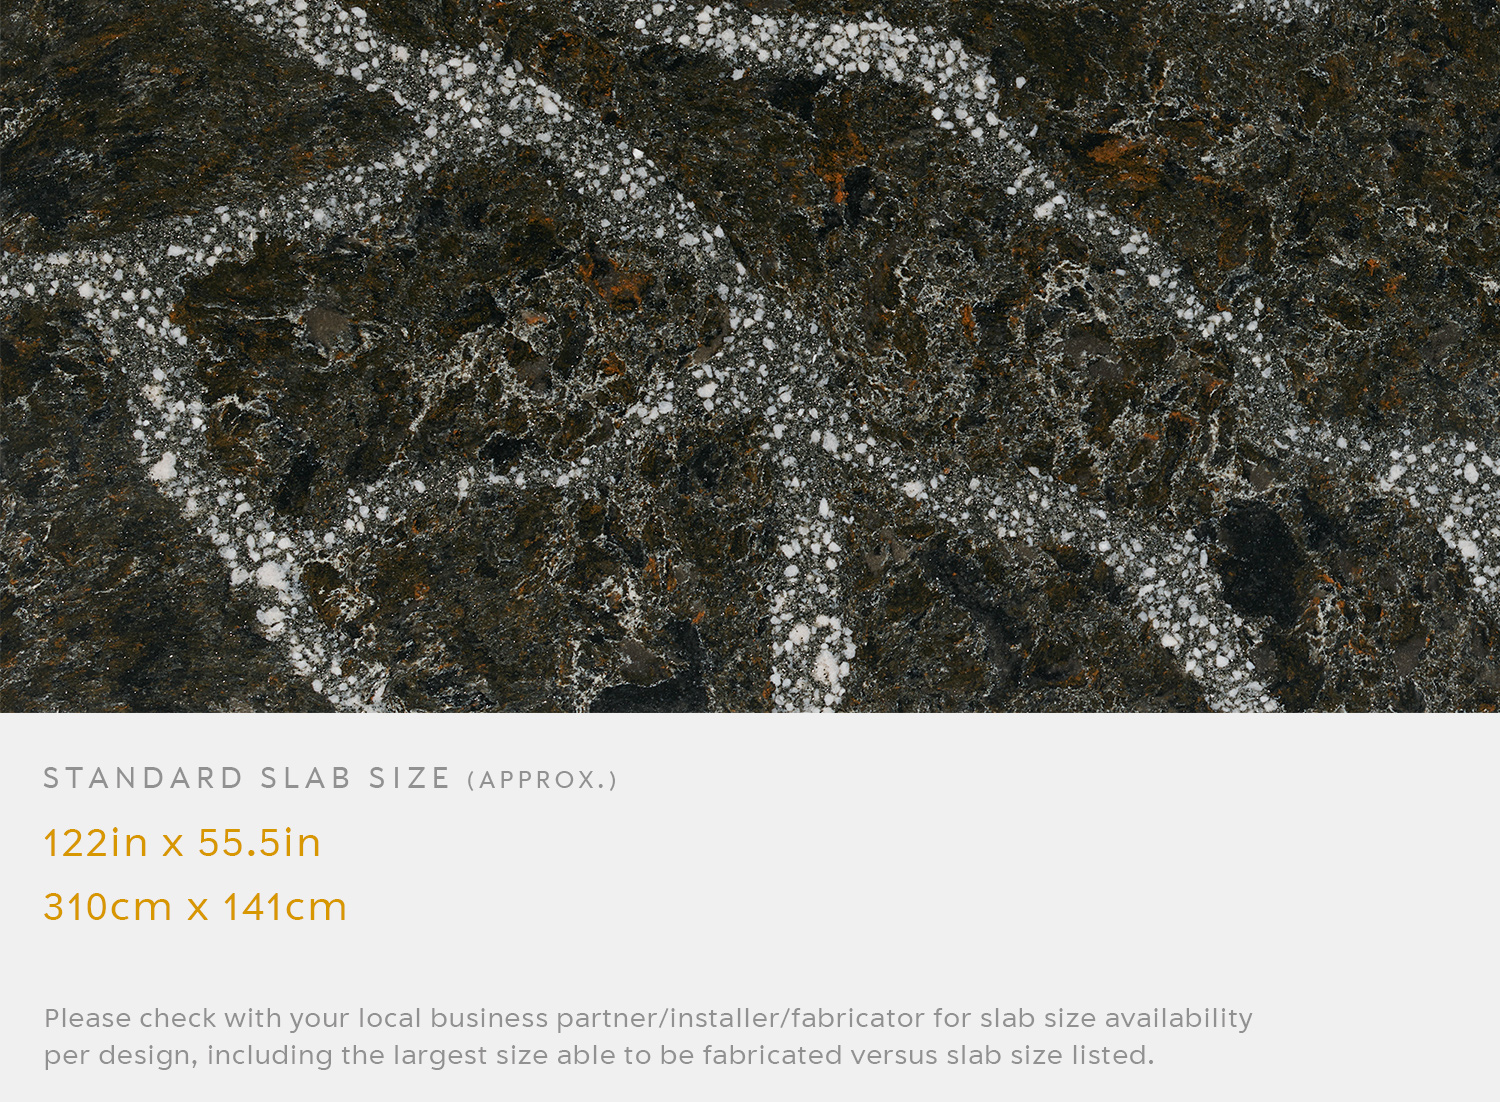 STANDARD SLAB SIZE (APPROX.)
122in x 55.5in
310cm x 141cm
Please check with your local business partner/installer/fabricator for slab size availability
per design, including the largest size able to be fabricated versus slab size listed.